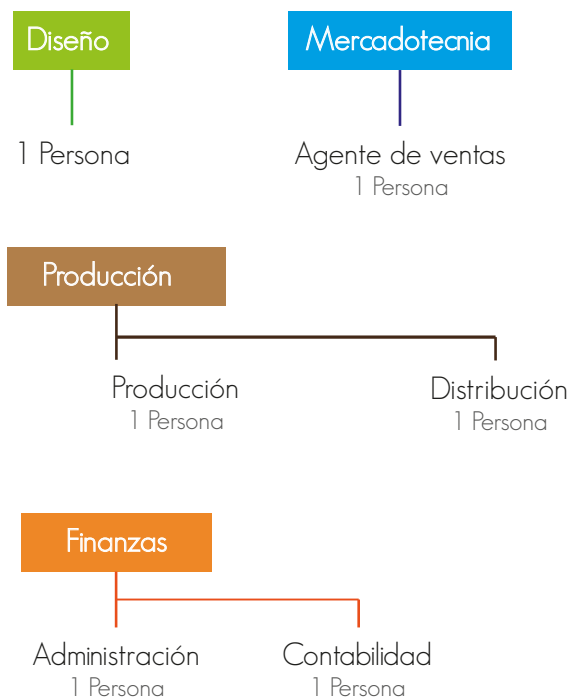 Diseño
Mercadotecnia
1 Persona
Agente de ventas
1 Persona
Producción
Producción
1 Persona
Distribución
1 Persona
Finanzas
Administración
1 Persona
Contabilidad
1 Persona